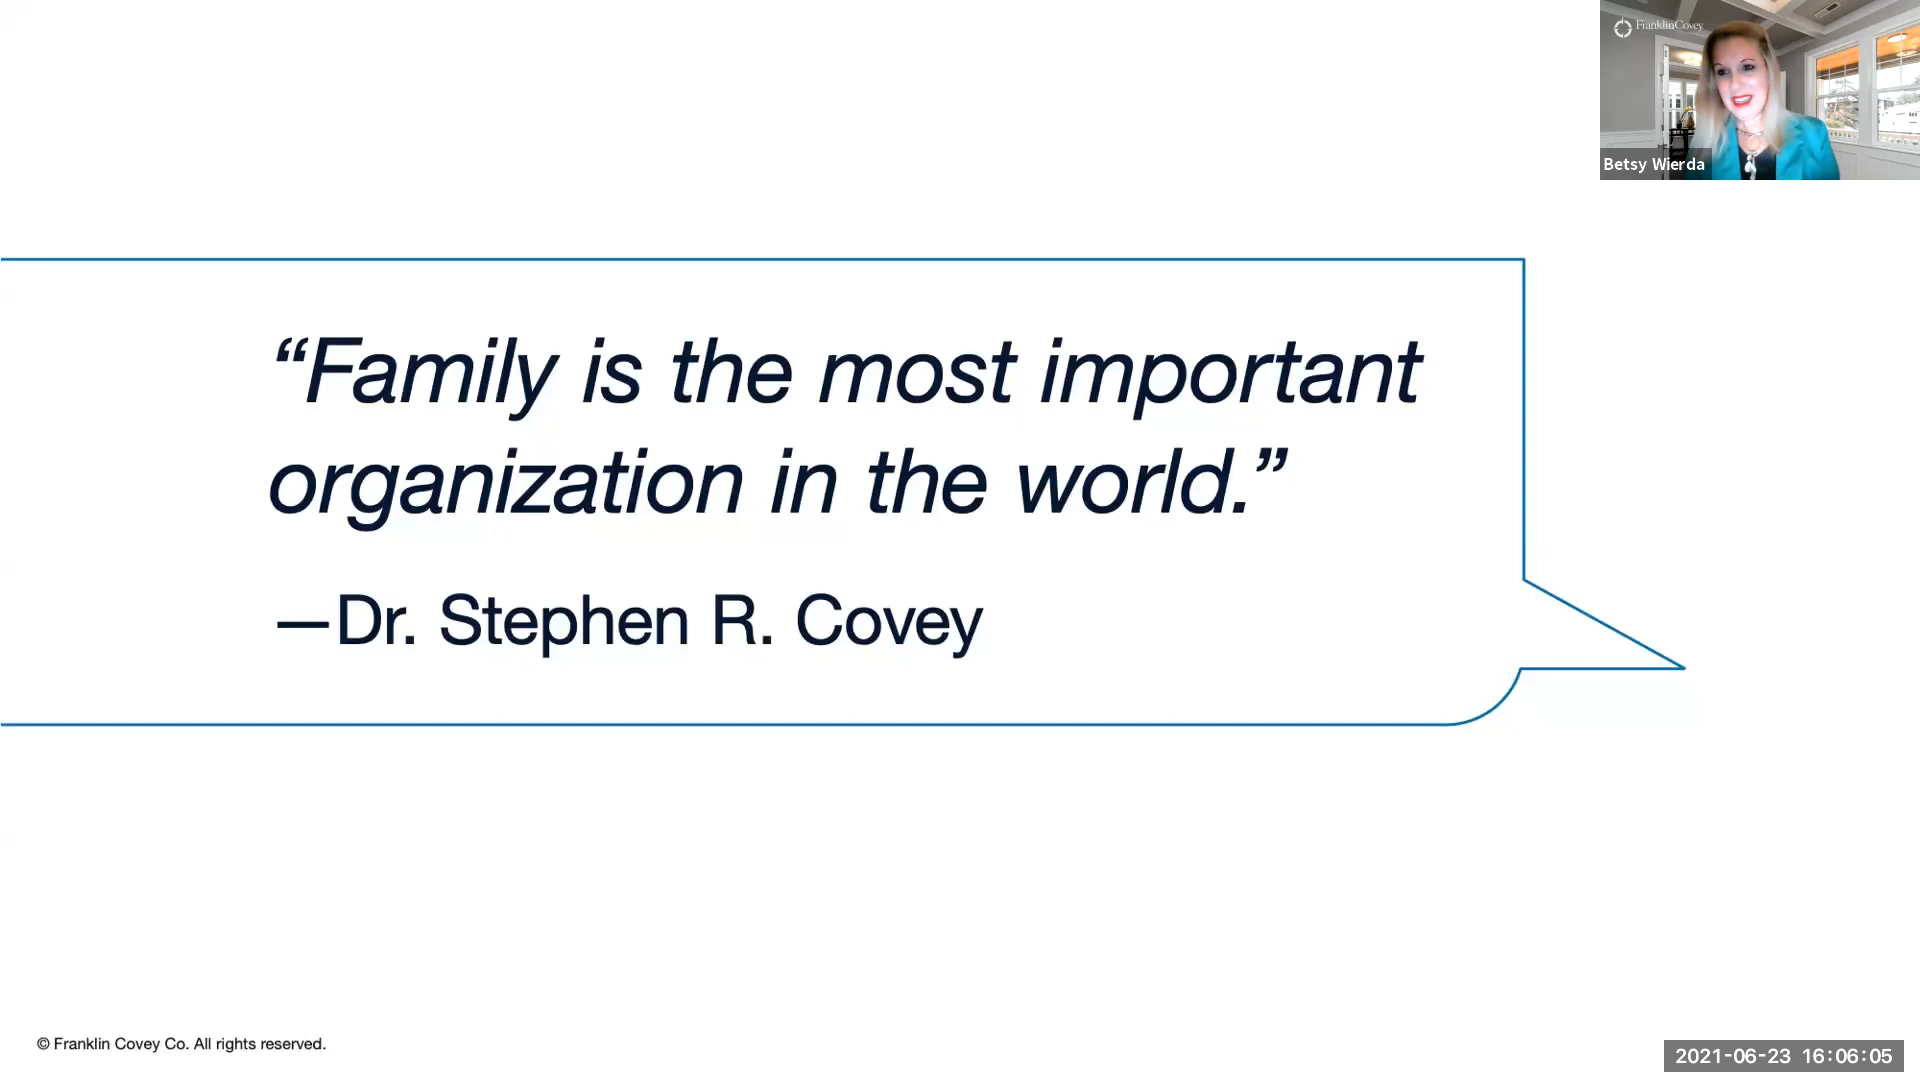 FranklinCovey
Betsy Wierda
“Family is the most important
organization in the world.”
—Dr. Stephen R. Covey
© Franklin Covey Co. All rights reserved.
2021-06-23 16:06:05